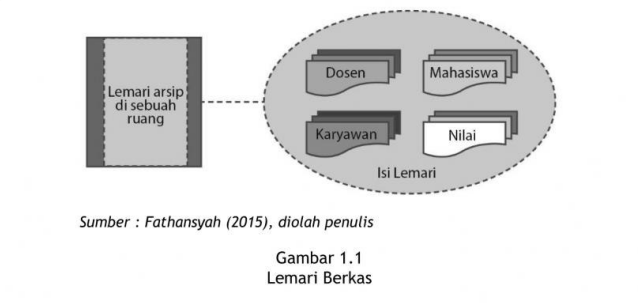 Lemari arsip
di sebuah
ruang
Dosen
Mahasiswa
Karyawan
Nilai
Isi Lemari
Sumber : Fathansyah (2015), diolah penulis
Gambar 1.1
Lemari Berkas